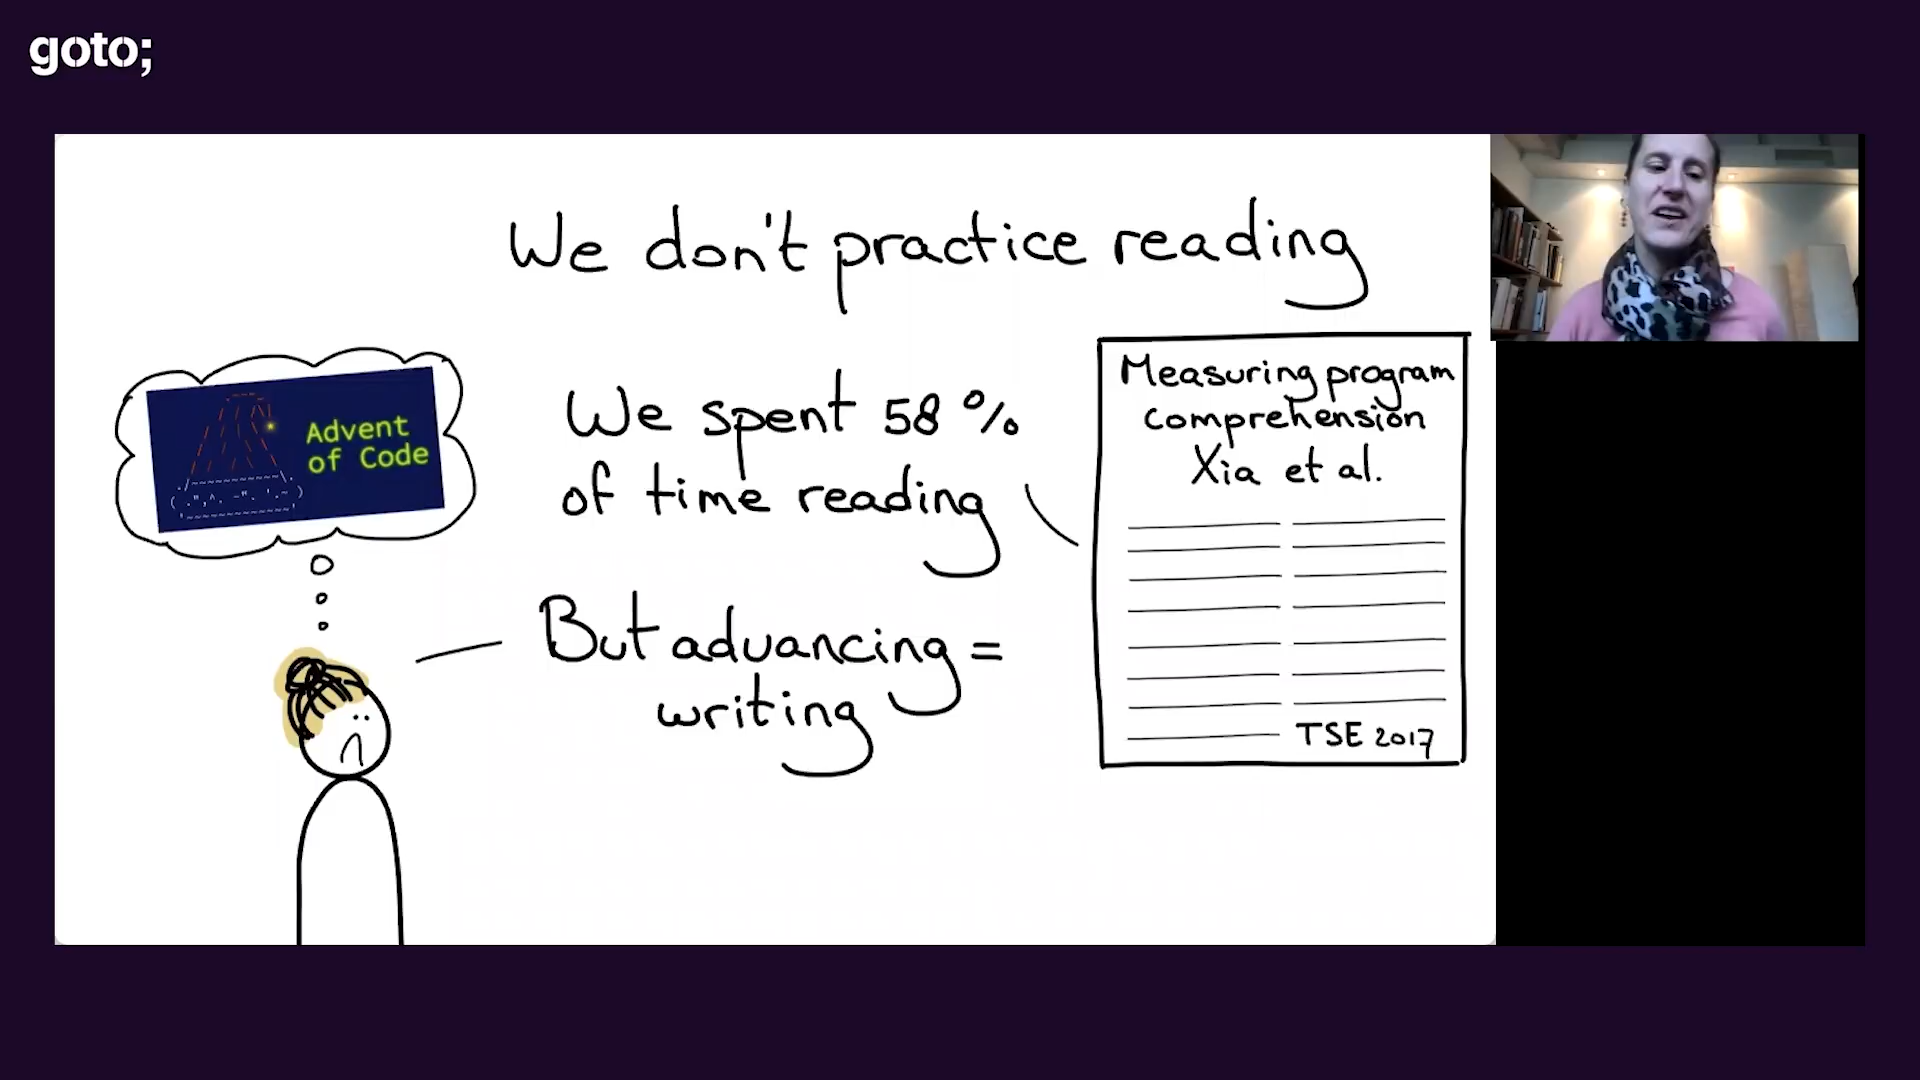 goto;
We don't practice reading
Advent
of Code
We spent 58 %
of time reading
But advancing =
writing
Measuring program
comprehension
Xia et al.
TSE 2017